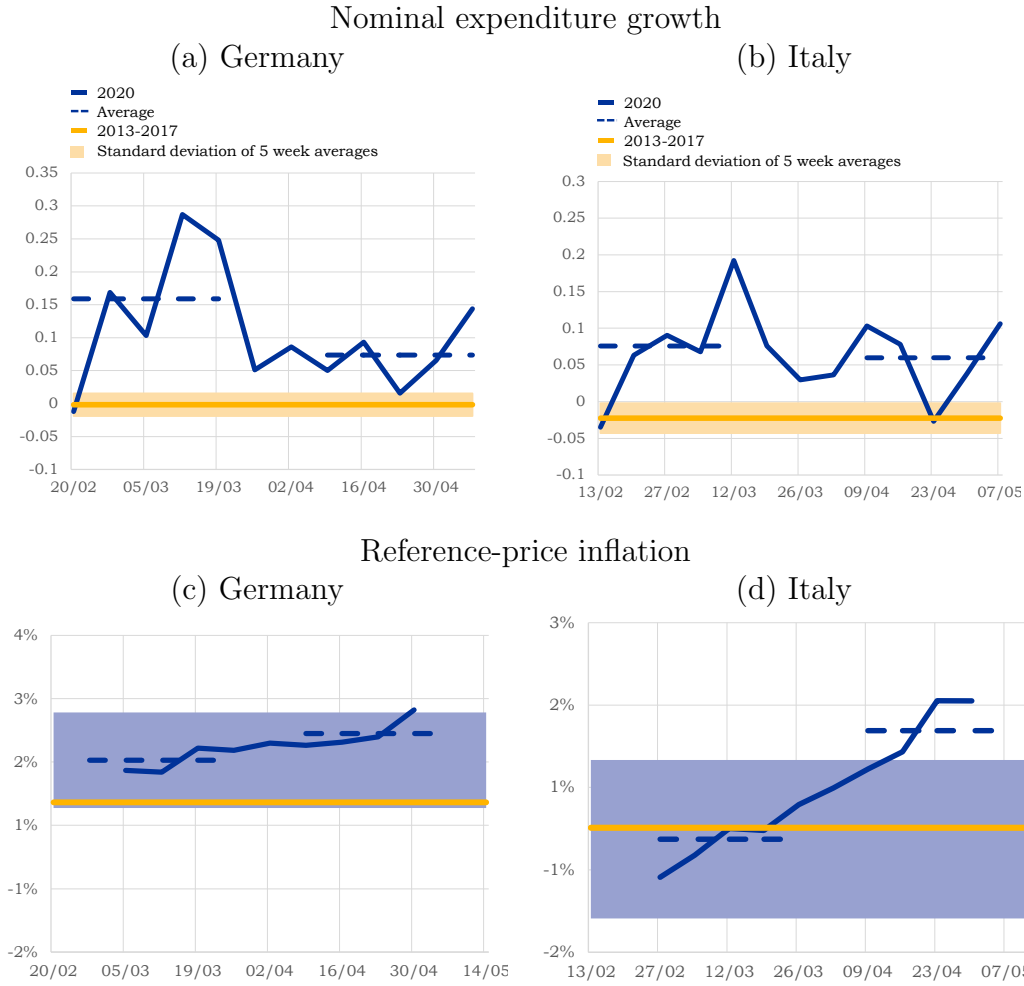 Nominal expenditure growth
(a) Germany
2020
Average
2013-2017
Standard deviation of 5 week averages
0.35
0.3
0.25
0.2
0.15
0.1
0.05
0
-0.05
-0.1
20/02 05/03 19/03 02/04 16/04 30/04
(b) Italy
2020
Average
2013-2017
Standard deviation of 5 week averages
0.3
0.25
0.2
0.15
0.1
0.05
0
-0.05
-0.1
13/02 27/02 12/03 26/03 09/04 23/04 07/05
Reference-price inflation
(c) Germany
4%
3%
2%
1%
-1%
-2%
20/02 05/03 19/03 02/04 16/04 30/04 14/05
(d) Italy
3%
2%
1%
-1%
-2%
13/02 27/02 12/03 26/03 09/04 23/04 07/05